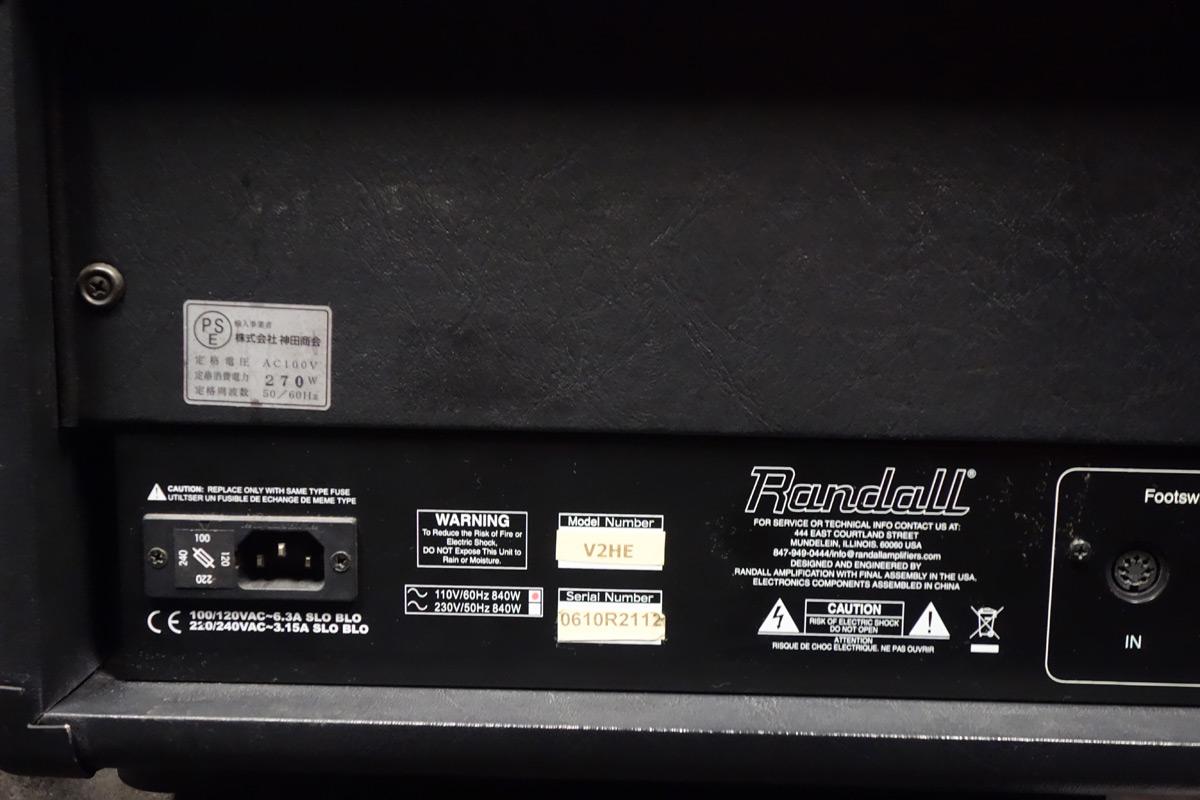 PS
E
輸入事業者
株式会社 神田商会
定格電圧 AC100V
定格消費電力 270W
定格周波数 50/60Hz
CAUTION: REPLACE ONLY WITH SAME TYPE FUSE
UTILTSER UN FUSIBLE DE ECHANGE DE MEME TYPE
100
240
120
220
CE 100/120VAC~6.3A SLO BLO
220/240VAC~3.15A SLO BLO
WARNING
To Reduce the Risk of Fire or
Electric Shock,
DO NOT Expose This Unit to
Rain or Moisture.
110V/60Hz 840W
230V/50Hz 840W
Model Number
V2HE
Serial Number
0610R2112
Randall®
FOR SERVICE OR TECHNICAL INFO CONTACT US AT:
444 EAST COURTLAND STREET
MUNDELEIN, ILLINOIS, 60060 USA
847-949-0444/info@randallamplifiers.com
DESIGNED AND ENGINEERED BY
RANDALL AMPLIFICATION WITH FINAL ASSEMBLY IN THE USA.
ELECTRONICS COMPONENTS ASSEMBLED IN CHINA
CAUTION
RISK OF ELECTRIC SHOCK
DO NOT OPEN
ATTENTION
RISQUE DE CHOC ELECTRIQUE. NE PAS OUVRIR
Footsw
IN